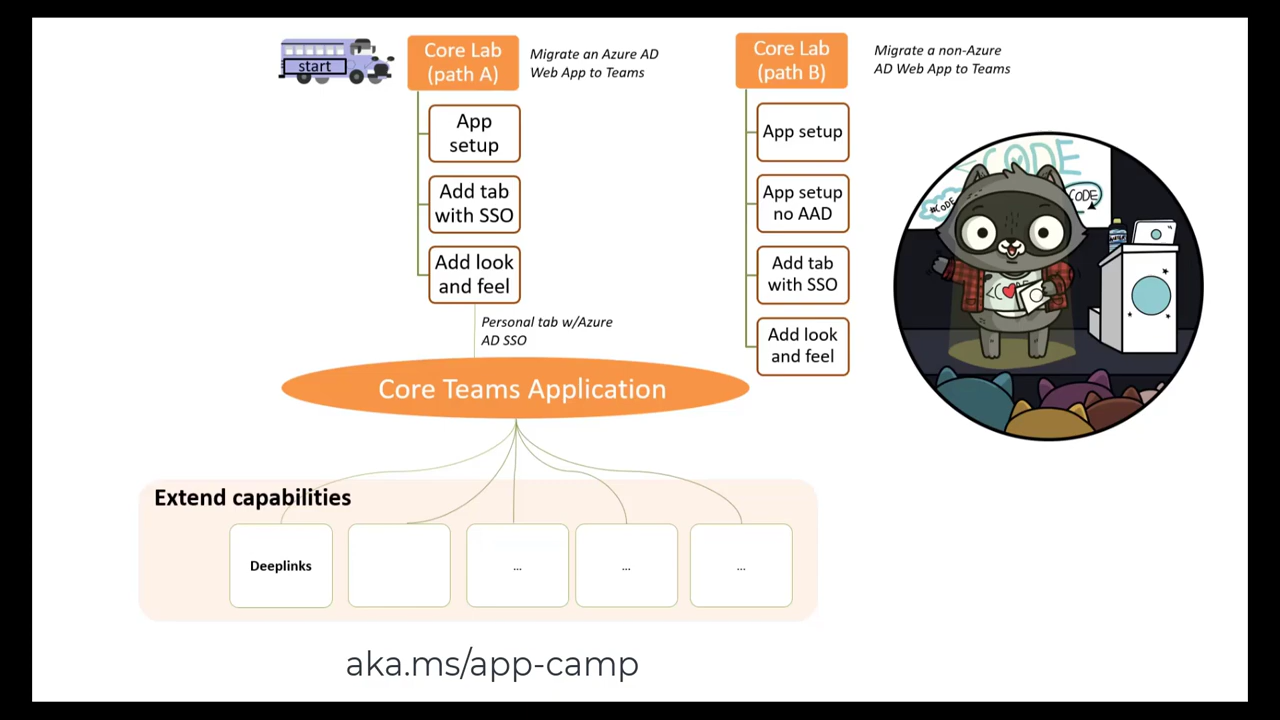 start
Core Lab
(path A)
Migrate an Azure AD
Web App to Teams
App
setup
Add tab
with SSO
Add look
and feel
Personal tab w/Azure
AD SSO
Core Lab
(path B)
Migrate a non-Azure
AD Web App to Teams
App setup
App setup
no AAD
Add tab
with SSO
Add look
and feel
CODE
#CODE
CODE
Core Teams Application
Extend capabilities
Deeplinks
...
...
...
aka.ms/app-camp